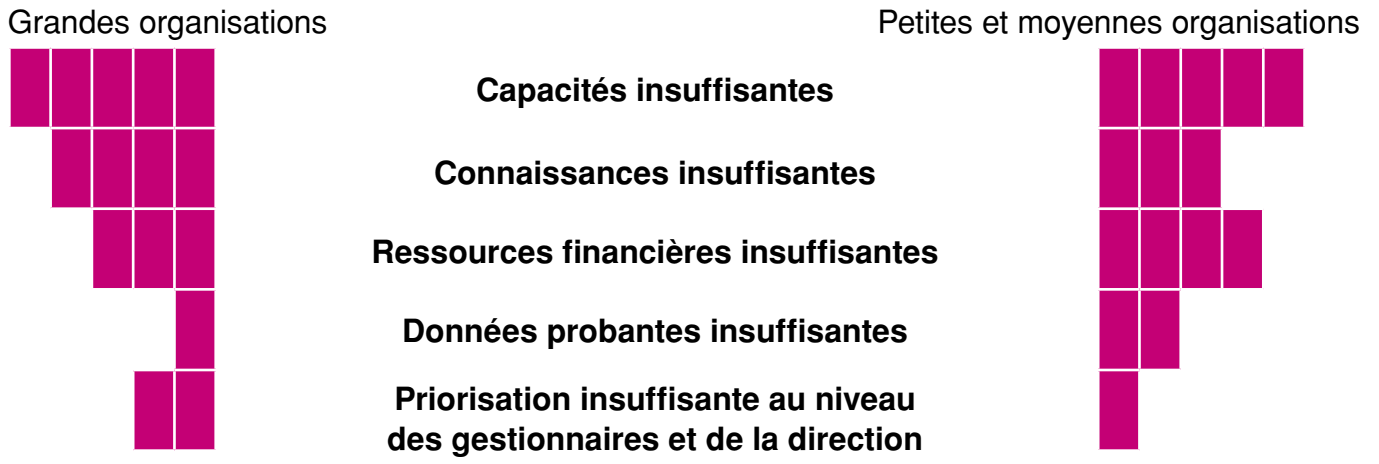 Grandes organisations
Petites et moyennes organisations
Capacités insuffisantes
Connaissances insuffisantes
Ressources financières insuffisantes
Données probantes insuffisantes
Priorisation insuffisante au niveau
des gestionnaires et de la direction